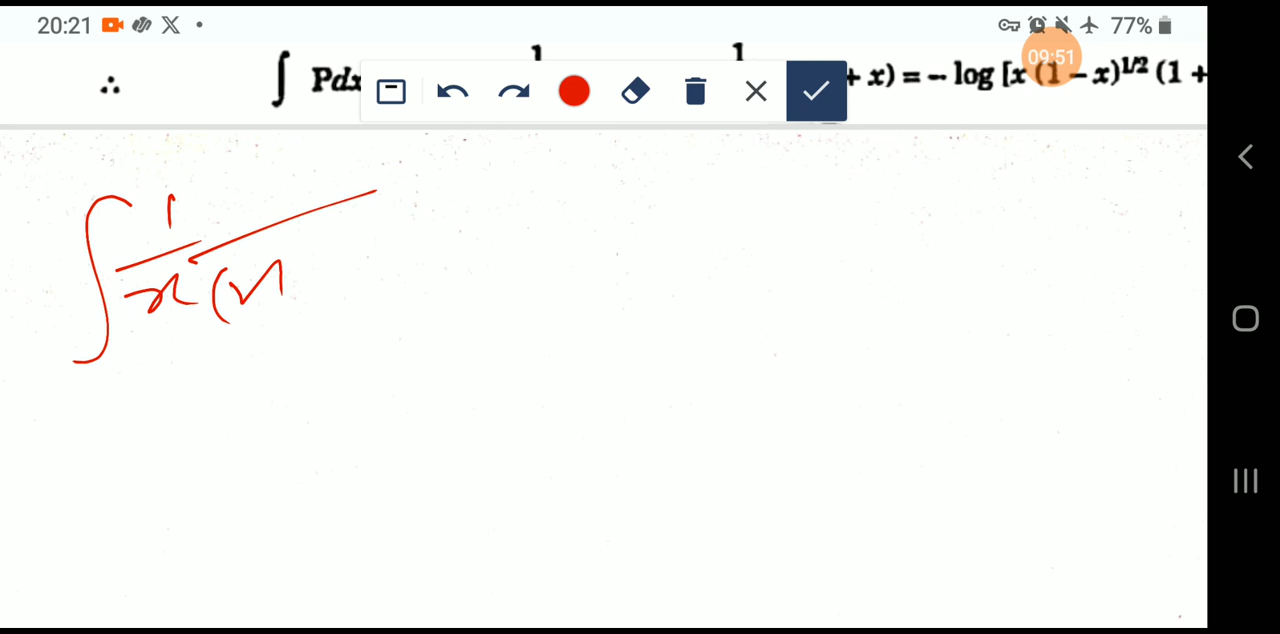 20:21 77%
09:51
∴ ∫ Pdx 1 1 + x) = – log [x (1 – x)^1/2 (1 +
∫ 1
x (x